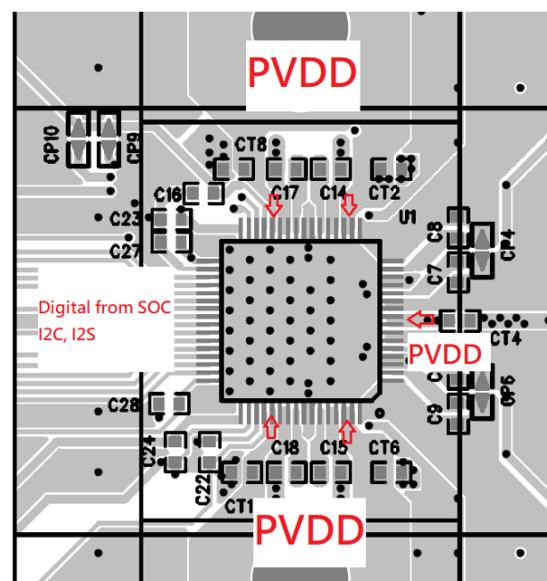 PVDD
CP10
CP9
CT8
C16
C17
C14
CT2
C23
C27
U1
C8
C7
CP4
Digital from SOC
I2C, I2S
PVDD
CT4
C28
C24
C22
C18
C15
CT6
CT1
C9
CP6
PVDD